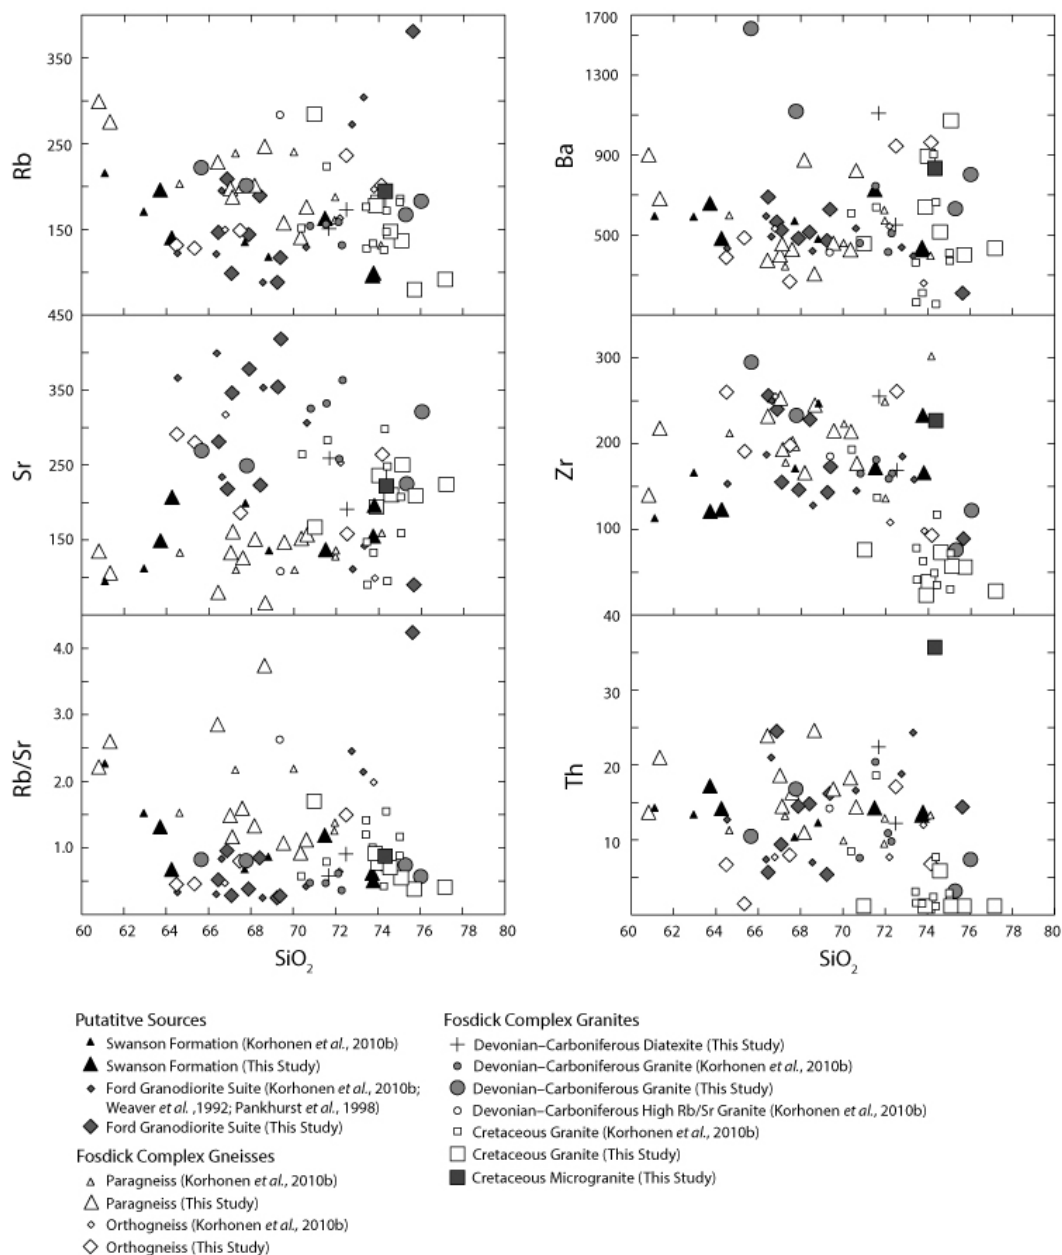 350
250
150
Rb
1700
1300
900
500
Ba
450
350
250
150
Sr
300
200
100
Zr
4.0
3.0
2.0
1.0
Rb/Sr
40
30
20
10
Th
60 62 64 66 68 70 72 74 76 78 80
SiO2
60 62 64 66 68 70 72 74 76 78 80
SiO2
Putatitve Sources
Swanson Formation (Korhonen et al., 2010b)
Swanson Formation (This Study)
Ford Granodiorite Suite (Korhonen et al., 2010b;
Weaver et al ,1992; Pankhurst et al., 1998)
Ford Granodiorite Suite (This Study)
Fosdick Complex Gneisses
Paragneiss (Korhonen et al., 2010b)
Paragneiss (This Study)
Orthogneiss (Korhonen et al., 2010b)
Orthogneiss (This Study)
Fosdick Complex Granites
Devonian–Carboniferous Diatexite (This Study)
Devonian–Carboniferous Granite (Korhonen et al., 2010b)
Devonian–Carboniferous Granite (This Study)
Devonian–Carboniferous High Rb/Sr Granite (Korhonen et al., 2010b)
Cretaceous Granite (Korhonen et al., 2010b)
Cretaceous Granite (This Study)
Cretaceous Microgranite (This Study)